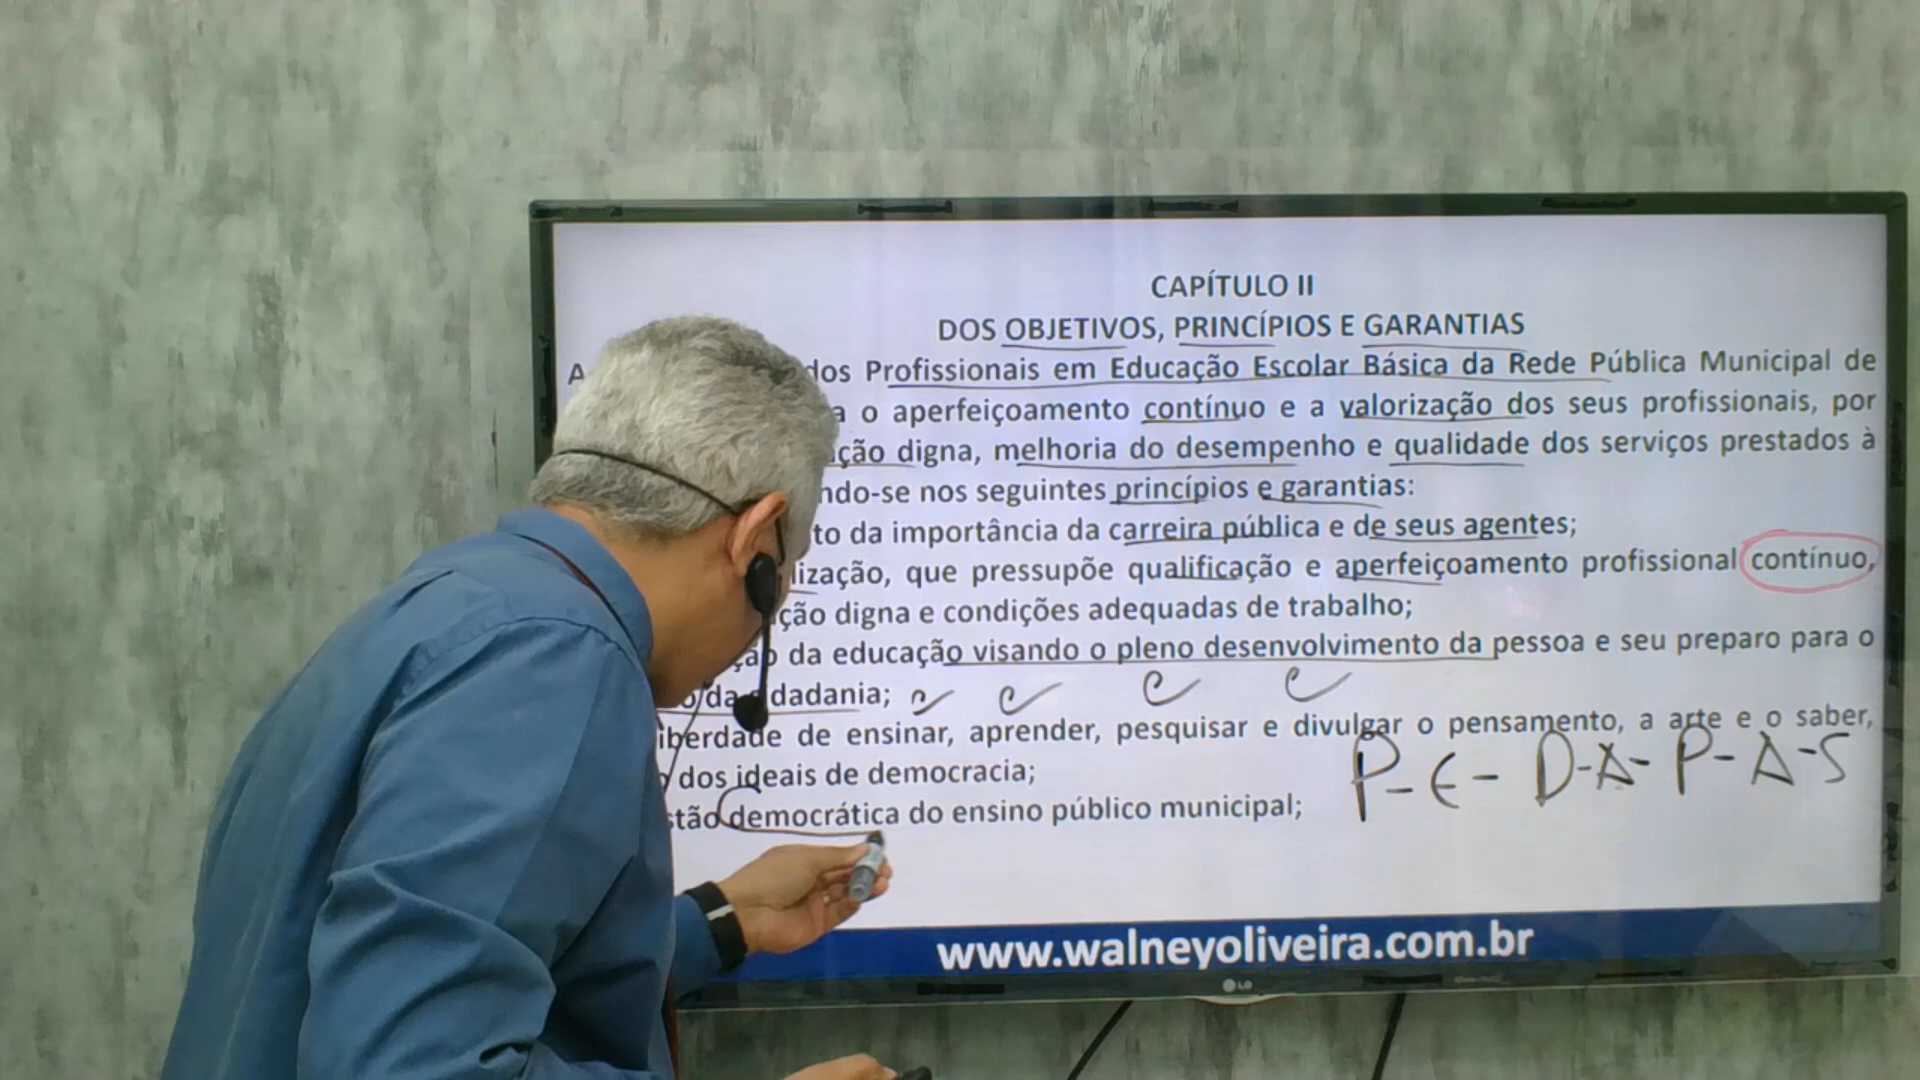 CAPÍTULO II
DOS OBJETIVOS, PRINCÍPIOS E GARANTIAS
dos Profissionais em Educação Escolar Básica da Rede Pública Municipal de
o aperfeiçoamento contínuo e a valorização dos seus profissionais, por
digna, melhoria do desempenho e qualidade dos serviços prestados à
nos seguintes princípios e garantias:
da importância da carreira pública e de seus agentes;
que pressupõe qualificação e aperfeiçoamento profissional contínuo,
digna e condições adequadas de trabalho;
da educação visando o pleno desenvolvimento da pessoa e seu preparo para o
da
liberdade de ensinar, aprender, pesquisar e divulgar o pensamento, a arte e o saber,
dos ideais de democracia;
democrática do ensino público municipal;
P-E-D-A-P-A-S
www.walneyoliveira.com.br
LG